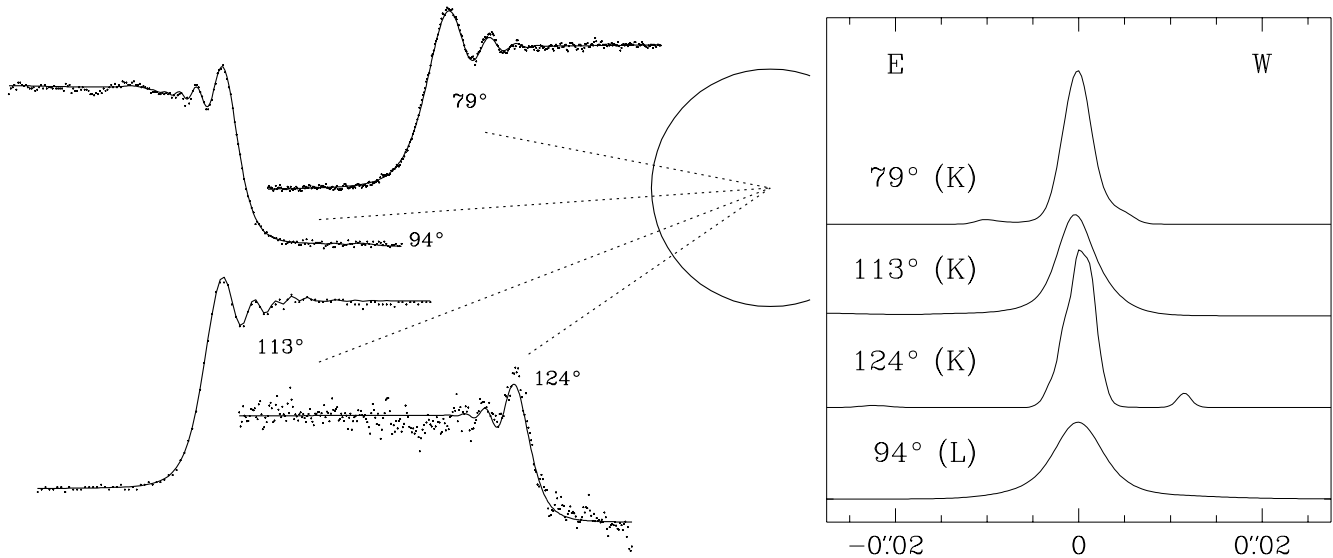 79°
94°
113°
124°
E W
79° (K)
113° (K)
124° (K)
94° (L)
−0″.02 0 0″.02